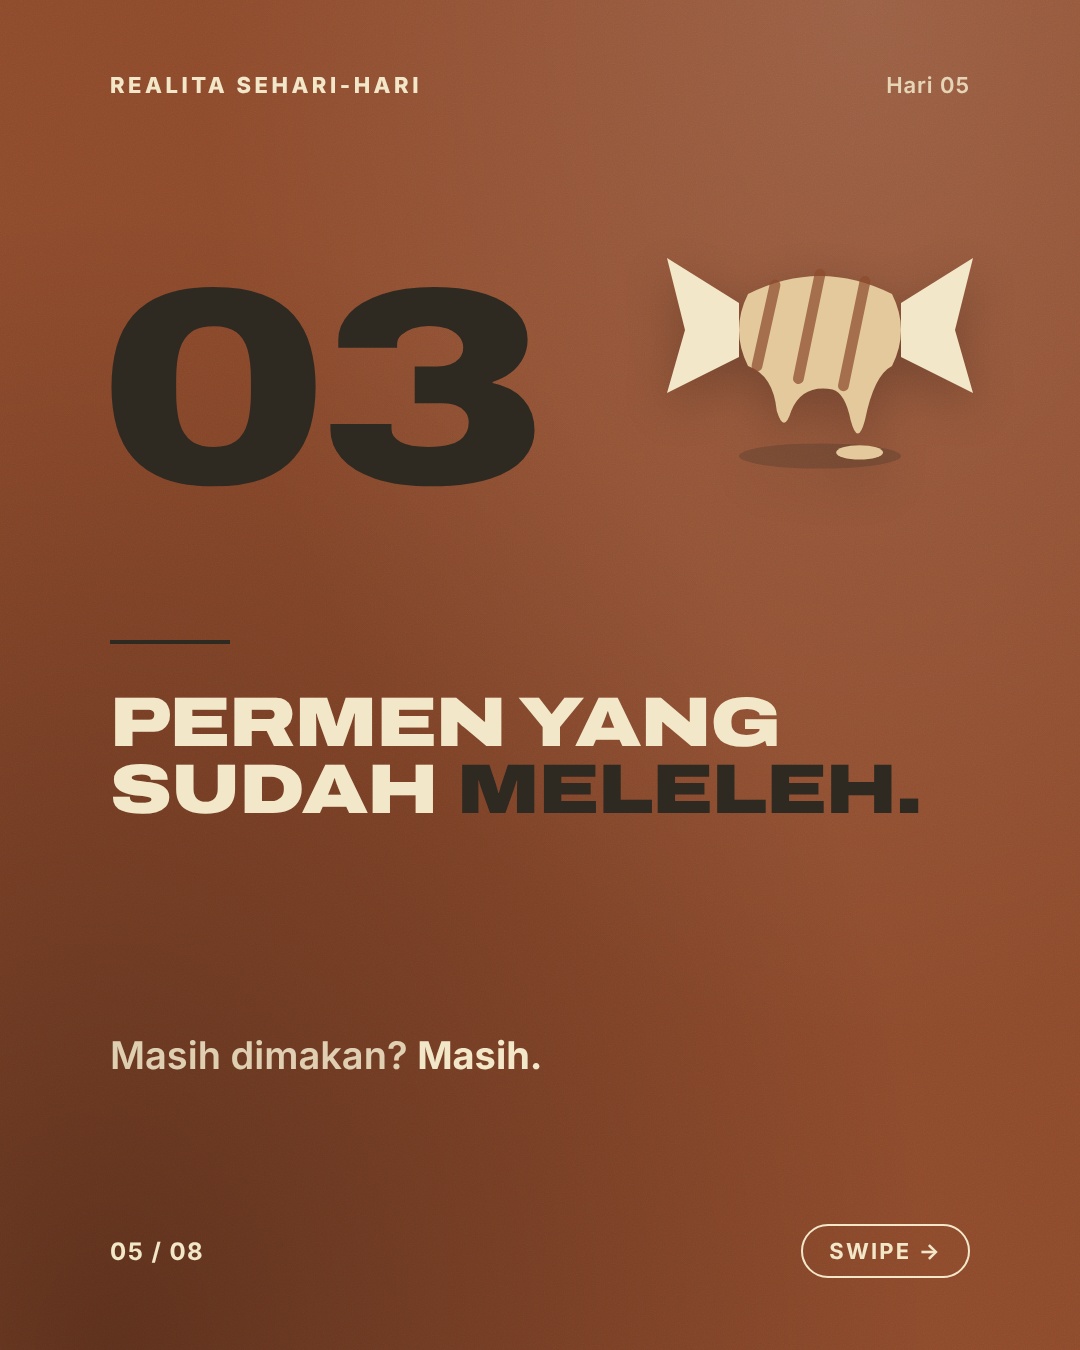 REALITA SEHARI-HARI
Hari 05
03
PERMEN YANG
SUDAH MELELEH.
Masih dimakan? Masih.
05 / 08
SWIPE →